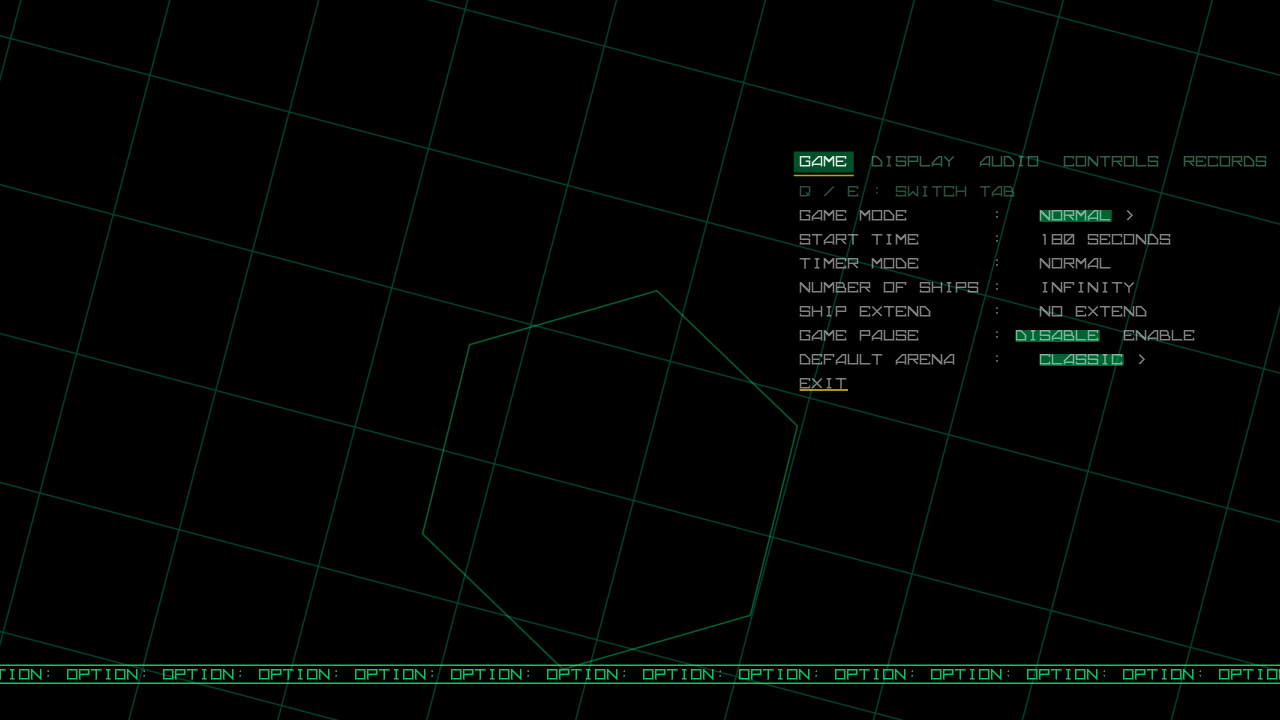 GAME DISPLAY AUDIO CONTROLS RECORDS
Q / E : SWITCH TAB
GAME MODE : NORMAL >
START TIME : 180 SECONDS
TIMER MODE : NORMAL
NUMBER OF SHIPS : INFINITY
SHIP EXTEND : NO EXTEND
GAME PAUSE : DISABLE ENABLE
DEFAULT ARENA : CLASSIC >
EXIT
TION: OPTION: OPTION: OPTION: OPTION: OPTION: OPTION: OPTION: OPTION: OPTION: OPTION: OPTION: OPTION: OPTIO